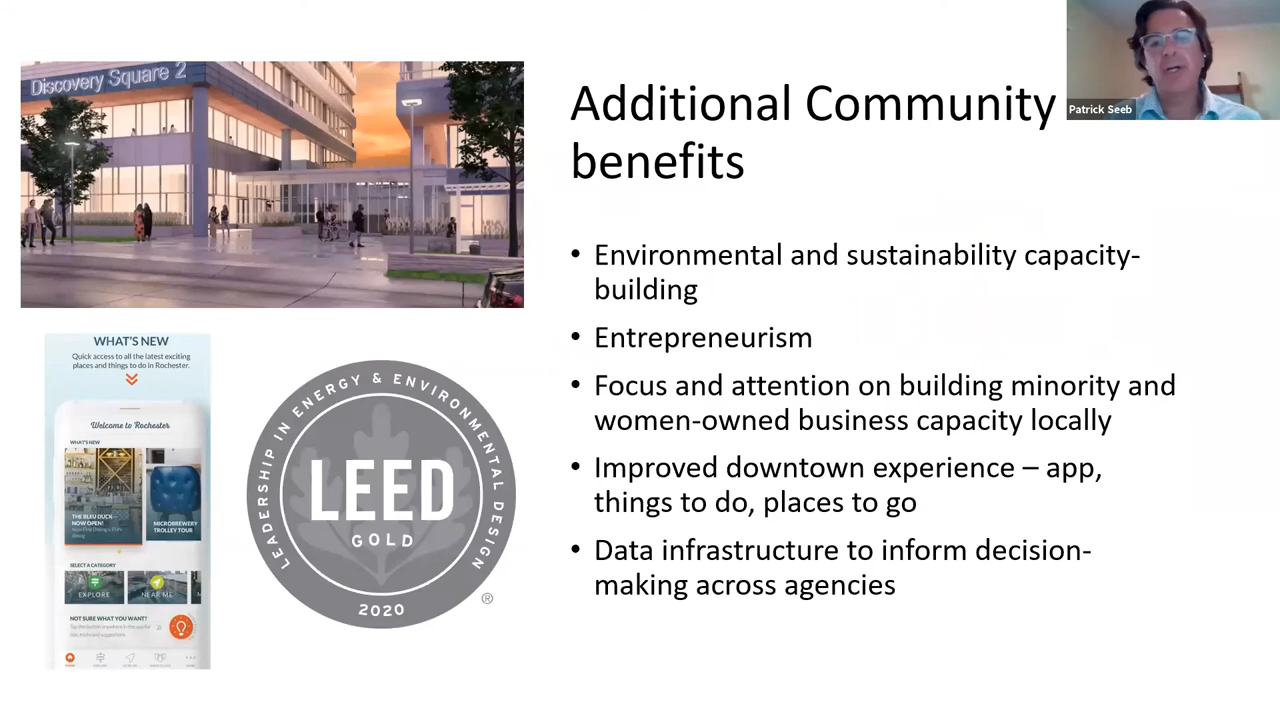 Discovery Square 2
Additional Community
benefits
Patrick Seeb
• Environmental and sustainability capacity-
building
• Entrepreneurism
• Focus and attention on building minority and
women-owned business capacity locally
• Improved downtown experience – app,
things to do, places to go
• Data infrastructure to inform decision-
making across agencies
WHAT'S NEW
Quick access to all the latest exciting
places and things to do in Rochester.
Welcome to Rochester
WHAT'S NEW
THE BLEU DUCK
NOW OPEN!
MICROBREWERY
TROLLEY TOUR
SELECT A CATEGORY
EXPLORE
NEAR ME
NOT SURE WHAT YOU WANT?
LEADERSHIP IN ENERGY & ENVIRONMENTAL DESIGN
LEED
GOLD
2020
®